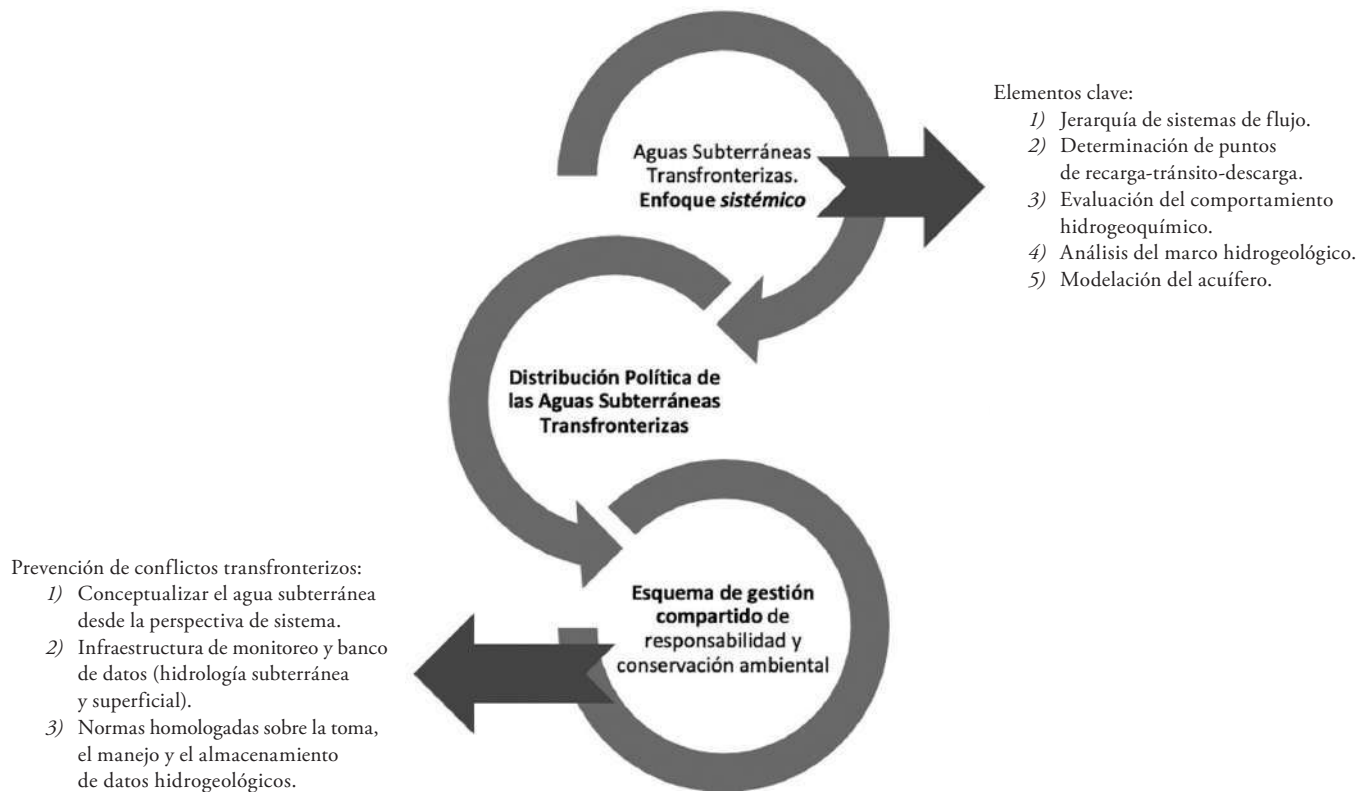 Aguas Subterráneas
Transfronterizas.
Enfoque sistémico
Elementos clave:
1) Jerarquía de sistemas de flujo.
2) Determinación de puntos
de recarga-tránsito-descarga.
3) Evaluación del comportamiento
hidrogeoquímico.
4) Análisis del marco hidrogeológico.
5) Modelación del acuífero.
Distribución Política de
las Aguas Subterráneas
Transfronterizas
Esquema de gestión
compartido de
responsabilidad y
conservación ambiental
Prevención de conflictos transfronterizos:
1) Conceptualizar el agua subterránea
desde la perspectiva de sistema.
2) Infraestructura de monitoreo y banco
de datos (hidrología subterránea
y superficial).
3) Normas homologadas sobre la toma,
el manejo y el almacenamiento
de datos hidrogeológicos.